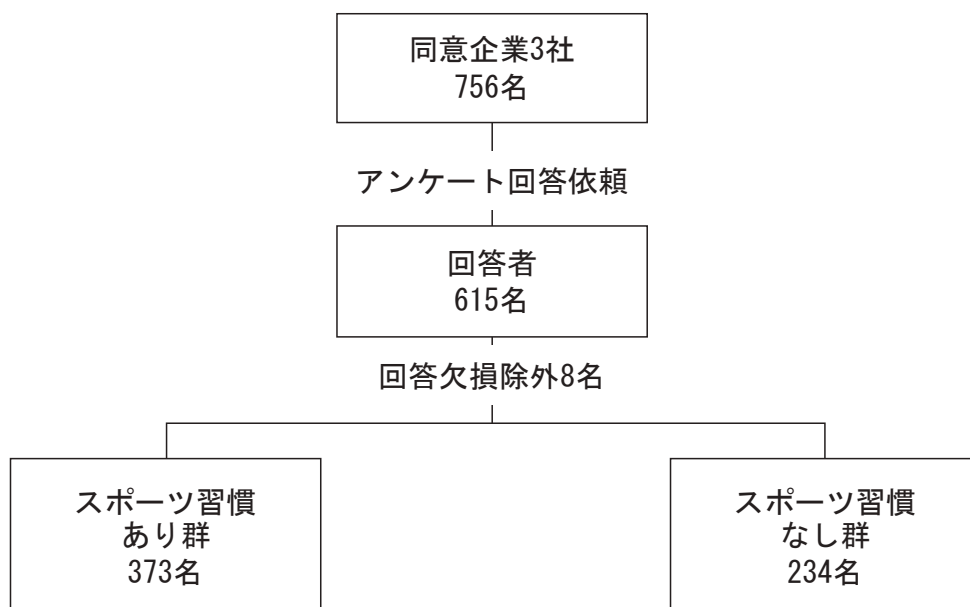 同意企業3社
756名
アンケート回答依頼
回答者
615名
回答欠損除外8名
スポーツ習慣
あり群
373名
スポーツ習慣
なし群
234名